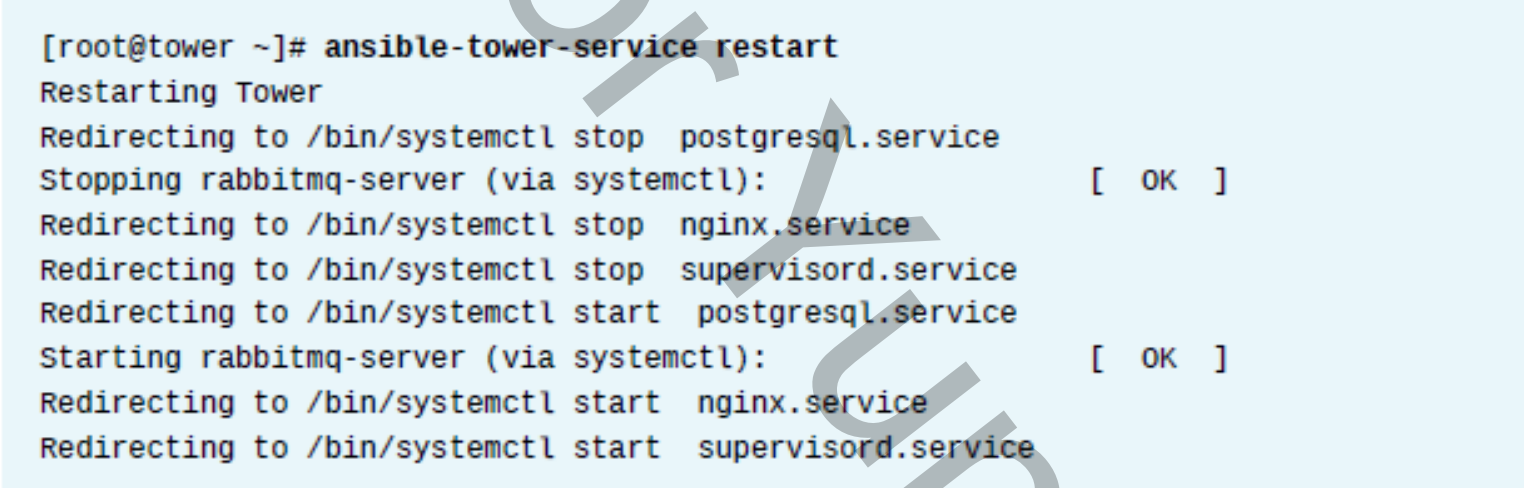 [root@tower ~]# ansible-tower-service restart
Restarting Tower
Redirecting to /bin/systemctl stop  postgresql.service
Stopping rabbitmq-server (via systemctl):                                    [  OK  ]
Redirecting to /bin/systemctl stop  nginx.service
Redirecting to /bin/systemctl stop  supervisord.service
Redirecting to /bin/systemctl start  postgresql.service
Starting rabbitmq-server (via systemctl):                                    [  OK  ]
Redirecting to /bin/systemctl start  nginx.service
Redirecting to /bin/systemctl start  supervisord.service